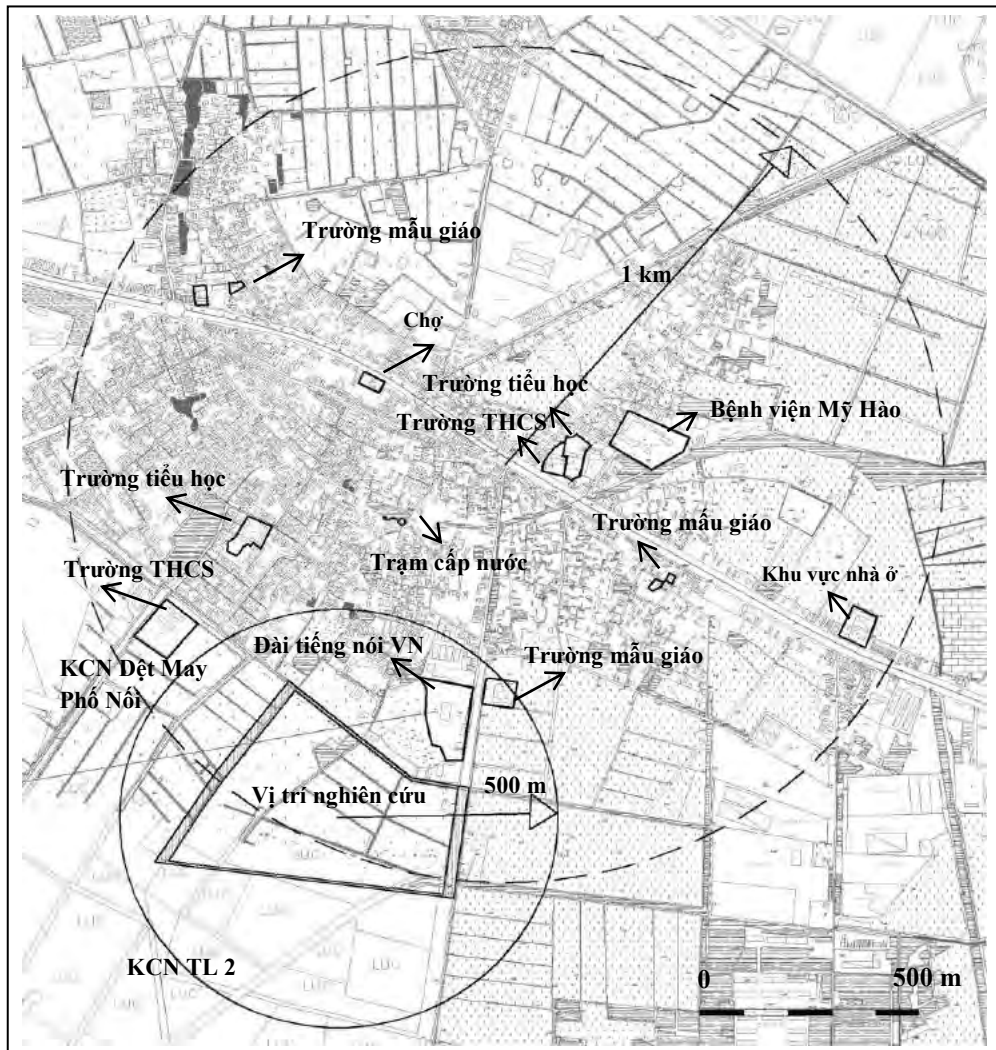 Trường mẫu giáo
1 km
Chợ
Trường tiểu học
Trường THCS
Bệnh viện Mỹ Hào
Trường tiểu học
Trường mẫu giáo
Trạm cấp nước
Trường THCS
Khu vực nhà ở
Đài tiếng nói VN
Trường mẫu giáo
KCN Dệt May
Phố Nối
500 m
Vị trí nghiên cứu
KCN TL 2
LUC
0
500 m